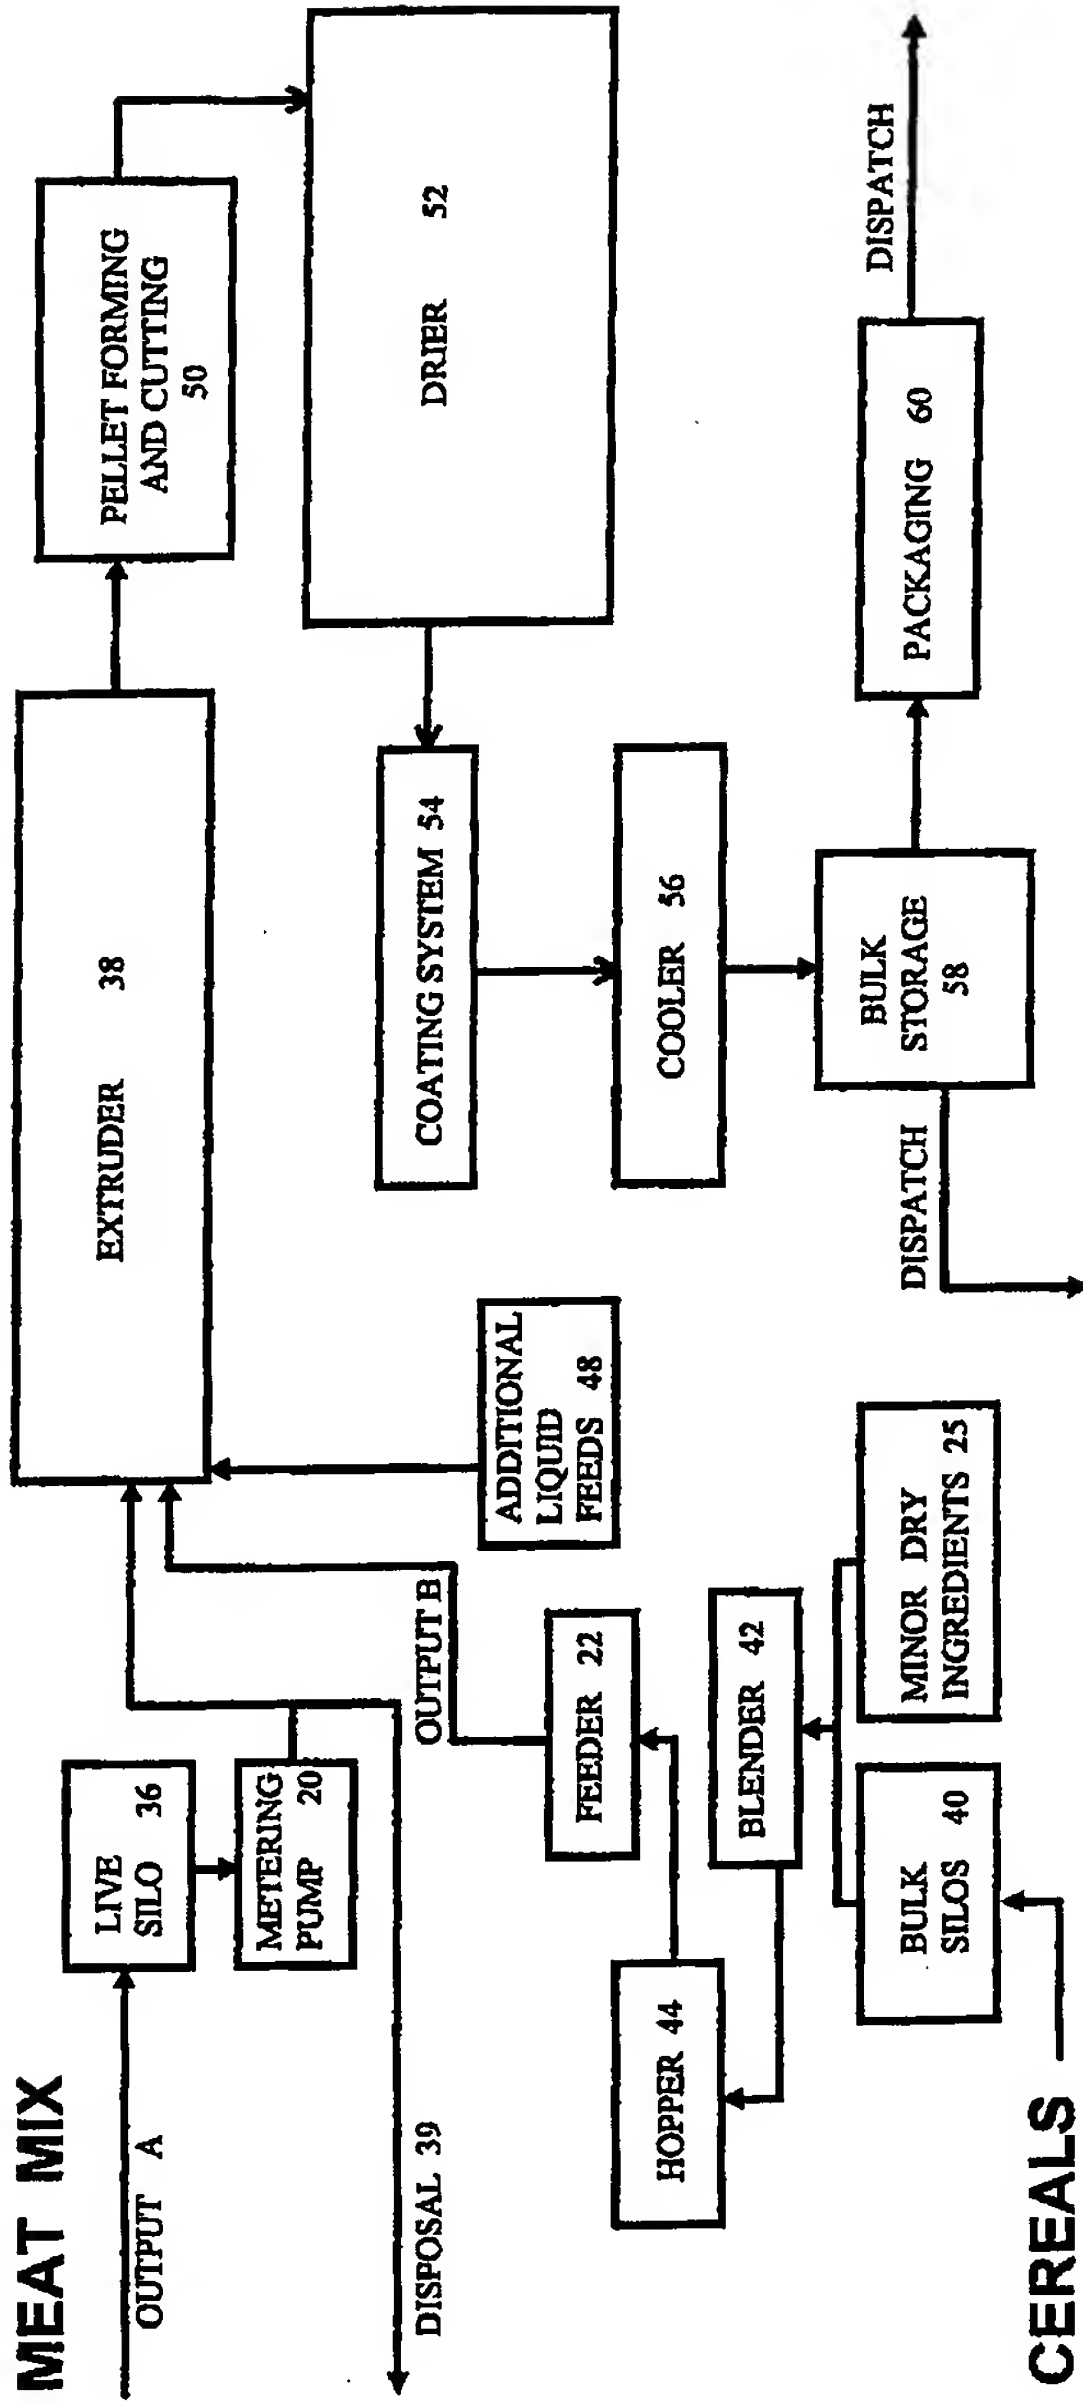 MEAT MIX
OUTPUT A
LIVE
SILO 36
METERING
PUMP 20
DISPOSAL 39
EXTRUDER 38
PELLET FORMING
AND CUTTING
50
DRIER 52
OUTPUT B
ADDITIONAL
LIQUID
FEEDS 48
COATING SYSTEM 54
FEEDER 22
HOPPER 44
BLENDER 42
COOLER 56
BULK
SILOS 40
MINOR DRY
INGREDIENTS 25
BULK
STORAGE
58
DISPATCH
PACKAGING 60
DISPATCH
CEREALS